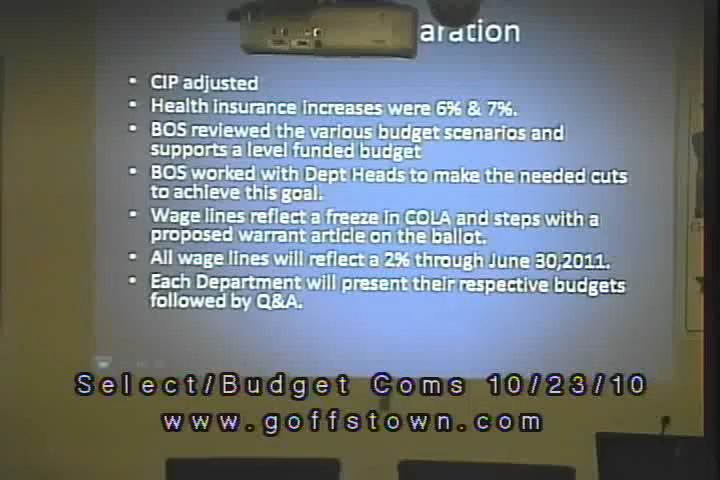 aration
• CIP adjusted
• Health insurance increases were 6% & 7%.
• BOS reviewed the various budget scenarios and
supports a level funded budget
• BOS worked with Dept Heads to make the needed cuts
to achieve this goal.
• Wage lines reflect a freeze in COLA and steps with a
proposed warrant article on the ballot.
• All wage lines will reflect a 2% through June 30,2011.
• Each Department will present their respective budgets
followed by Q&A.
Select/Budget Coms 10/23/10
www.goffstown.com